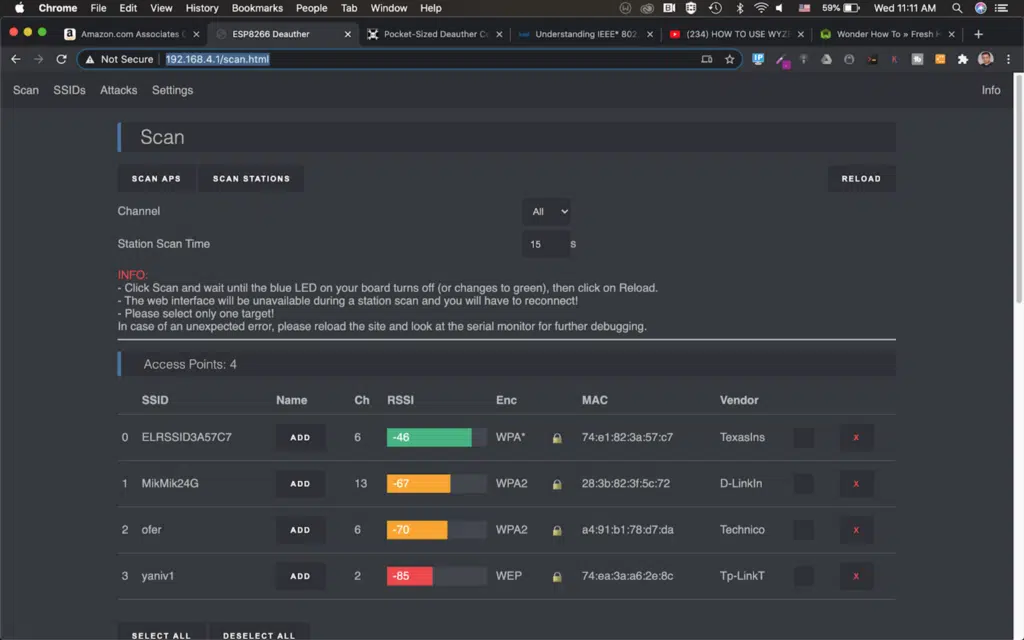 Chrome File Edit View History Bookmarks People Tab Window Help 59% Wed 11:11 AM
Amazon.com Associates ESP8266 Deauther Pocket-Sized Deauther Understanding IEEE® 802. (234) HOW TO USE WYZ Wonder How To » Fresh
Not Secure 192.168.4.1/scan.html
Scan SSIDs Attacks Settings Info
Scan
SCAN APS SCAN STATIONS RELOAD
Channel All
Station Scan Time 15 s
INFO:
- Click Scan and wait until the blue LED on your board turns off (or changes to green), then click on Reload.
- The web interface will be unavailable during a station scan and you will have to reconnect!
- Please select only one target!
In case of an unexpected error, please reload the site and look at the serial monitor for further debugging.
Access Points: 4
SSID Name Ch RSSI Enc MAC Vendor
0 ELRSSID3A57C7 ADD 6 -46 WPA* 74:e1:82:3a:57:c7 TexasIns X
1 MikMik24G ADD 13 -67 WPA2 28:3b:82:3f:5c:72 D-LinkIn X
2 ofer ADD 6 -70 WPA2 a4:91:b1:78:d7:da Technico X
3 yaniv1 ADD 2 -85 WEP 74:ea:3a:a6:2e:8c Tp-LinkT X
SELECT ALL DESELECT ALL